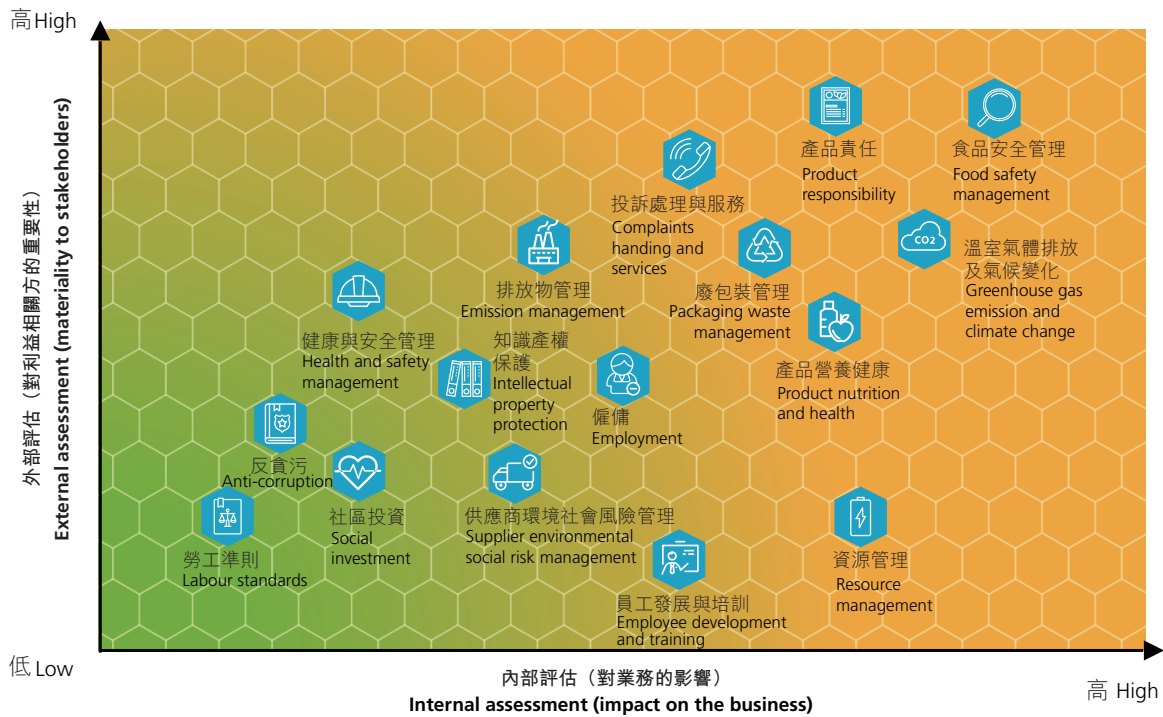 高 High
外部評估（對利益相關方的重要性）
External assessment (materiality to stakeholders)
產品責任
Product
responsibility
食品安全管理
Food safety
management
投訴處理與服務
Complaints
handing and
services
CO2
溫室氣體排放
及氣候變化
Greenhouse gas
emission and
climate change
排放物管理
Emission management
廢包裝管理
Packaging waste
management
健康與安全管理
Health and safety
management
知識產權
保護
Intellectual
property
protection
產品營養健康
Product nutrition
and health
僱傭
Employment
反貪污
Anti-corruption
社區投資
Social
investment
供應商環境社會風險管理
Supplier environmental
social risk management
勞工準則
Labour standards
資源管理
Resource
management
員工發展與培訓
Employee development
and training
低 Low
內部評估（對業務的影響）
Internal assessment (impact on the business)
高 High